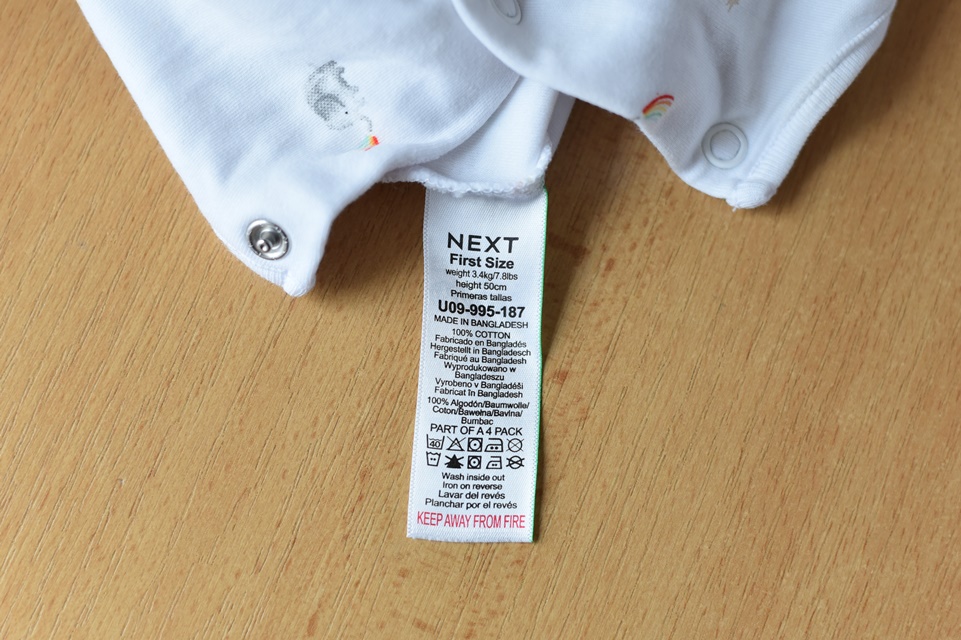 NEXT
First Size
weight 3.4kg/7.8lbs
height 50cm
Primeras tallas
U09-995-187
MADE IN BANGLADESH
100% COTTON
Fabricado en Bangladés
Hergestellt in Bangladesch
Fabriqué au Bangladesh
Wyprodukowano w
Bangladeszu
Vyrobeno v Bangladéši
Fabricat în Bangladesh
100% Algodón/Baumwolle/
Coton/Bawełna/Bavlna/
Bumbac
PART OF A 4 PACK
40
Wash inside out
Iron on reverse
Lavar del revés
Planchar por el revés
KEEP AWAY FROM FIRE